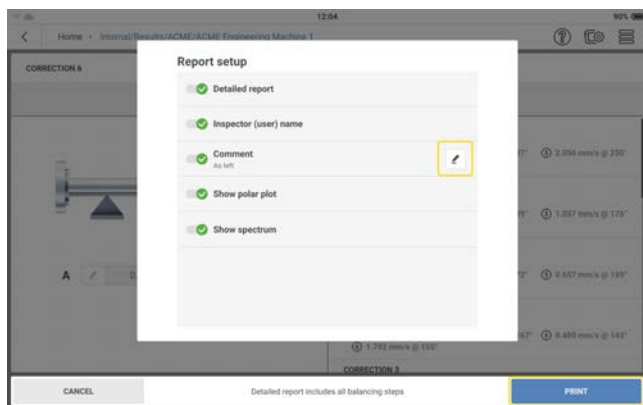 12:04
90%
Home • Internal/Results/ACME/ACME Engineering Machine 1
CORRECTION 6
Report setup
Detailed report
Inspector (user) name
Comment
As left
Show polar plot
Show spectrum
2.056 mm/s @ 250°
1.037 mm/s @ 178°
0.657 mm/s @ 159°
0.480 mm/s @ 143°
A
1.792 mm/s @ 155°
CORRECTION 3
CANCEL
Detailed report includes all balancing steps
PRINT